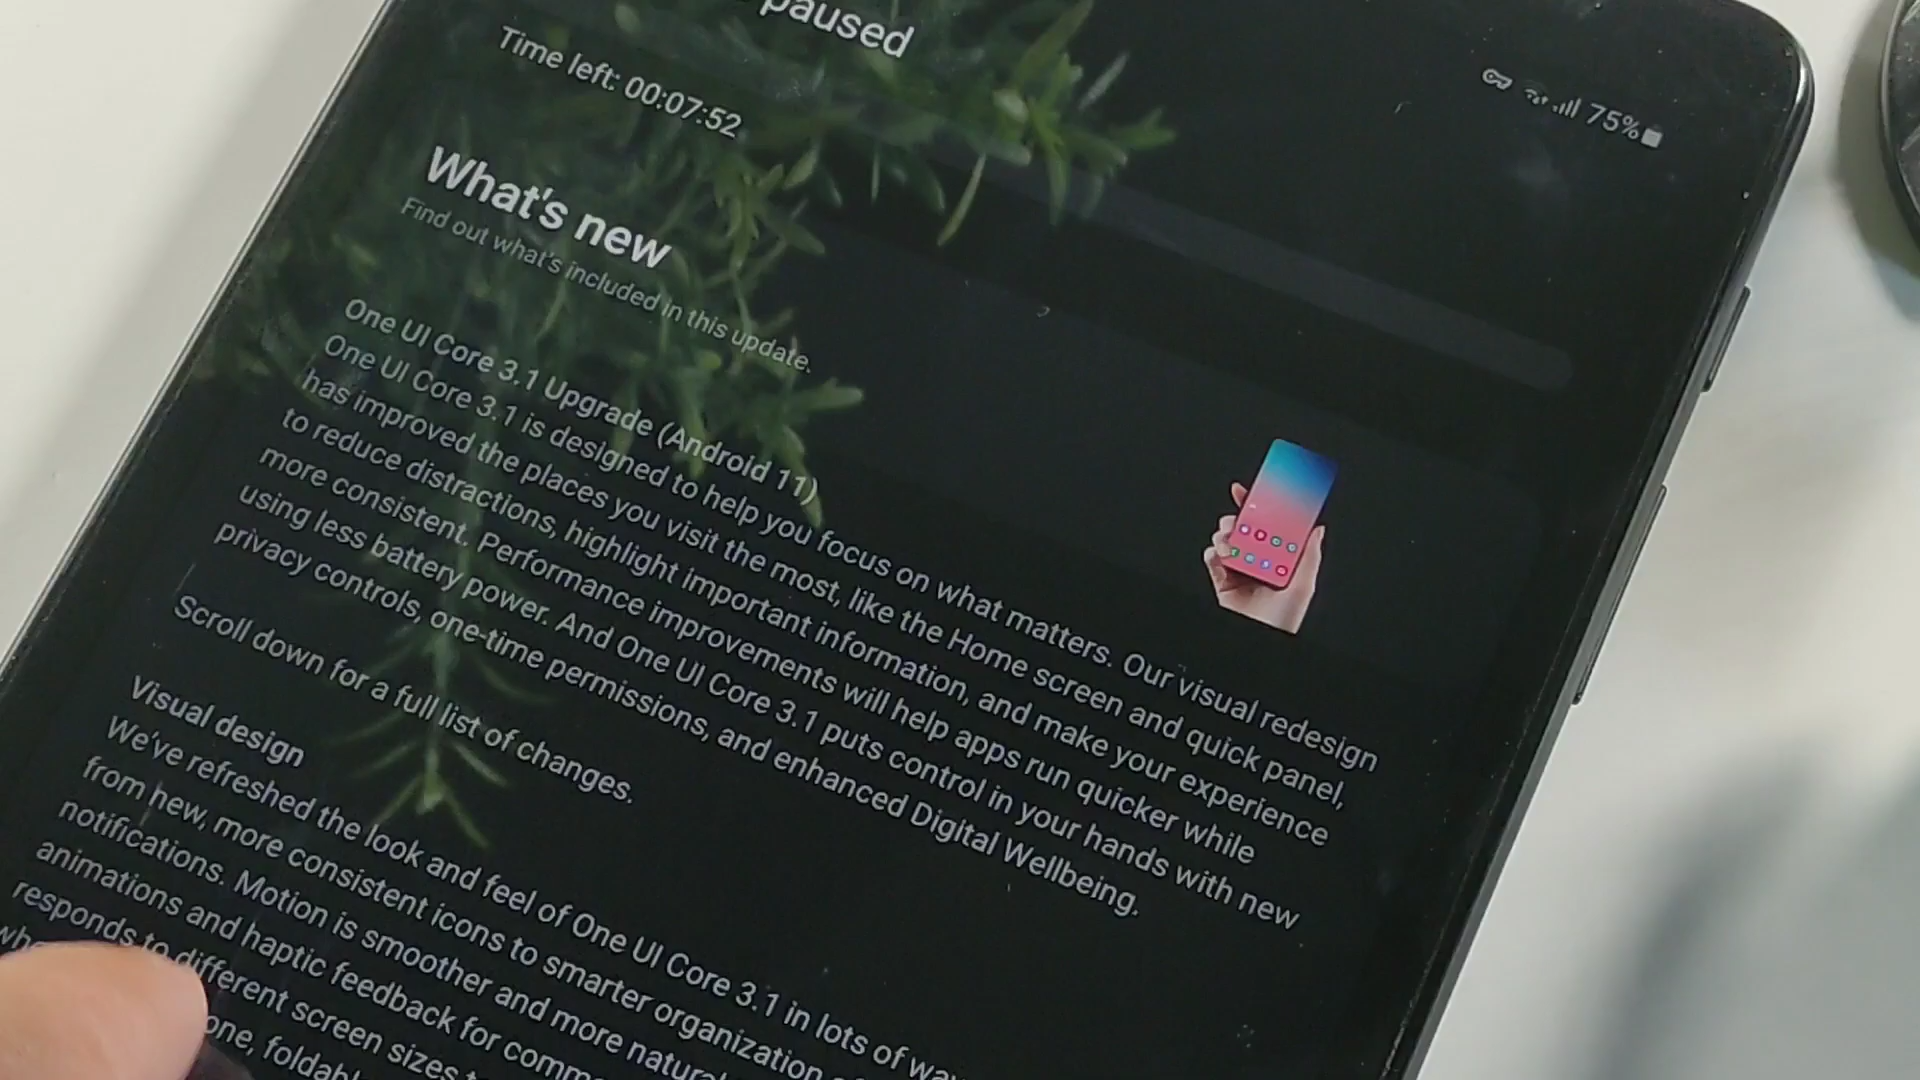 paused
75%
Time left: 00:07:52
What's new
Find out what's included in this update.
One UI Core 3.1 Upgrade (Android 11)
One UI Core 3.1 is designed to help you focus on what matters. Our visual redesign
has improved the places you visit the most, like the Home screen and quick panel,
to reduce distractions, highlight important information, and make your experience
more consistent. Performance improvements will help apps run quicker while
using less battery power. And One UI Core 3.1 puts control in your hands with new
privacy controls, one-time permissions, and enhanced Digital Wellbeing.
Scroll down for a full list of changes.
Visual design
We've refreshed the look and feel of One UI Core 3.1 in lots of
from new, more consistent icons to smarter organization
notifications. Motion is smoother and more
animations and haptic feedback for
responds to different screen sizes